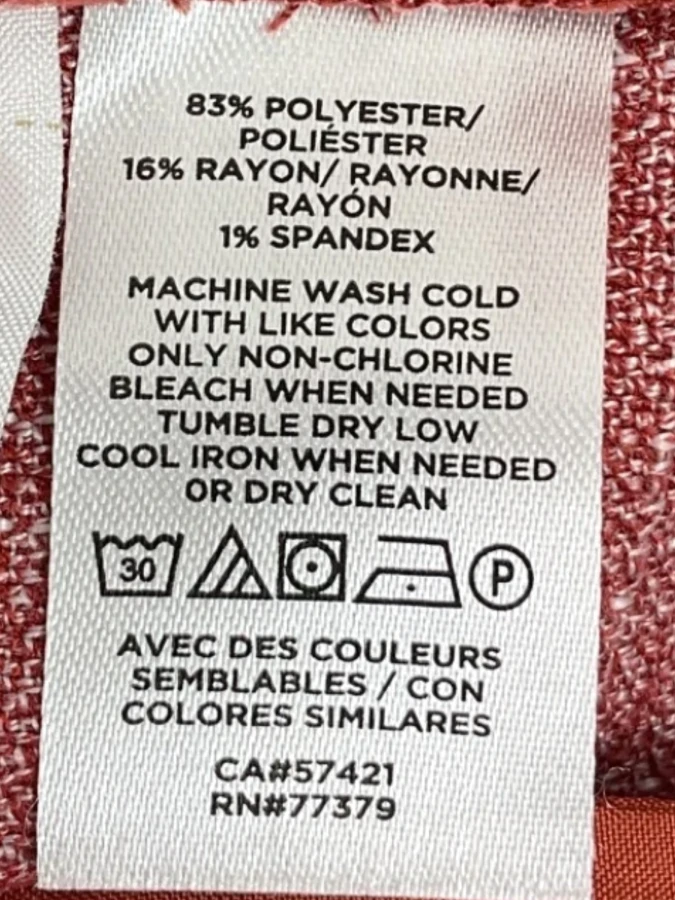 83% POLYESTER/
POLIÉSTER
16% RAYON/ RAYONNE/
RAYÓN
1% SPANDEX
MACHINE WASH COLD
WITH LIKE COLORS
ONLY NON-CHLORINE
BLEACH WHEN NEEDED
TUMBLE DRY LOW
COOL IRON WHEN NEEDED
OR DRY CLEAN
30 P
AVEC DES COULEURS
SEMBLABLES / CON
COLORES SIMILARES
CA#57421
RN#77379